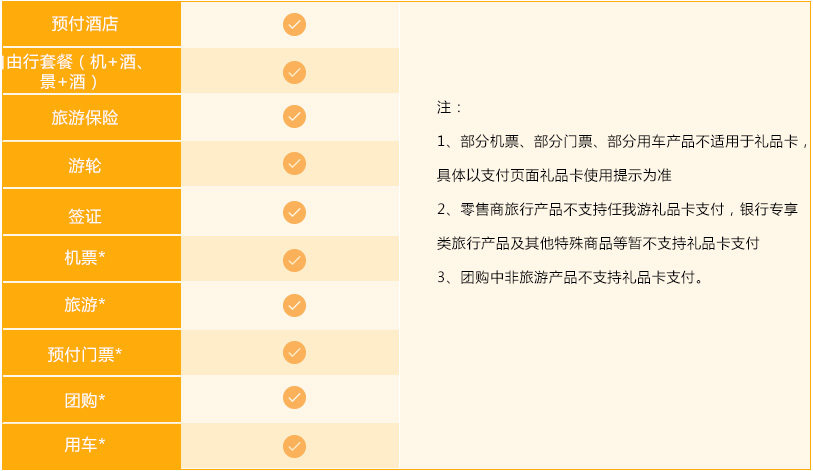 预付酒店
由行套餐（机+酒、
景+酒）
旅游保险
游轮
签证
机票*
旅游*
预付门票*
团购*
用车*
注：
1、部分机票、部分门票、部分用车产品不适用于礼品卡，
具体以支付页面礼品卡使用提示为准
2、零售商旅行产品不支持任我游礼品卡支付，银行专享
类旅行产品及其他特殊商品等暂不支持礼品卡支付
3、团购中非旅游产品不支持礼品卡支付。